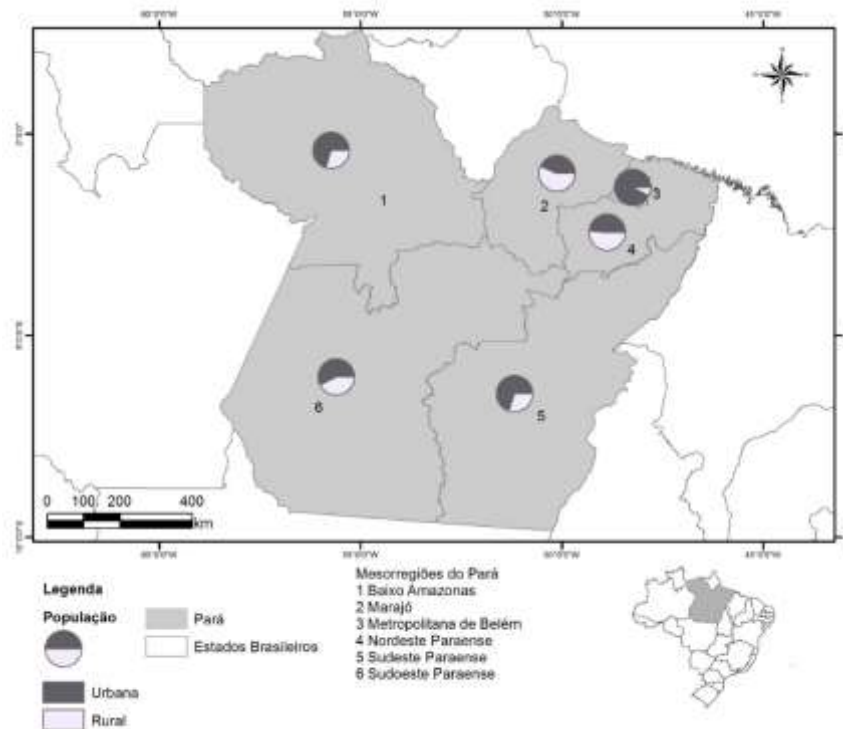 1
2
3
4
5
6
0 100 200 400
km
Legenda
População
Pará
Estados Brasileiros
Urbana
Rural
Mesorregiões do Pará
1 Baixo Amazonas
2 Marajó
3 Metropolitana de Belém
4 Nordeste Paraense
5 Sudeste Paraense
6 Sudoeste Paraense